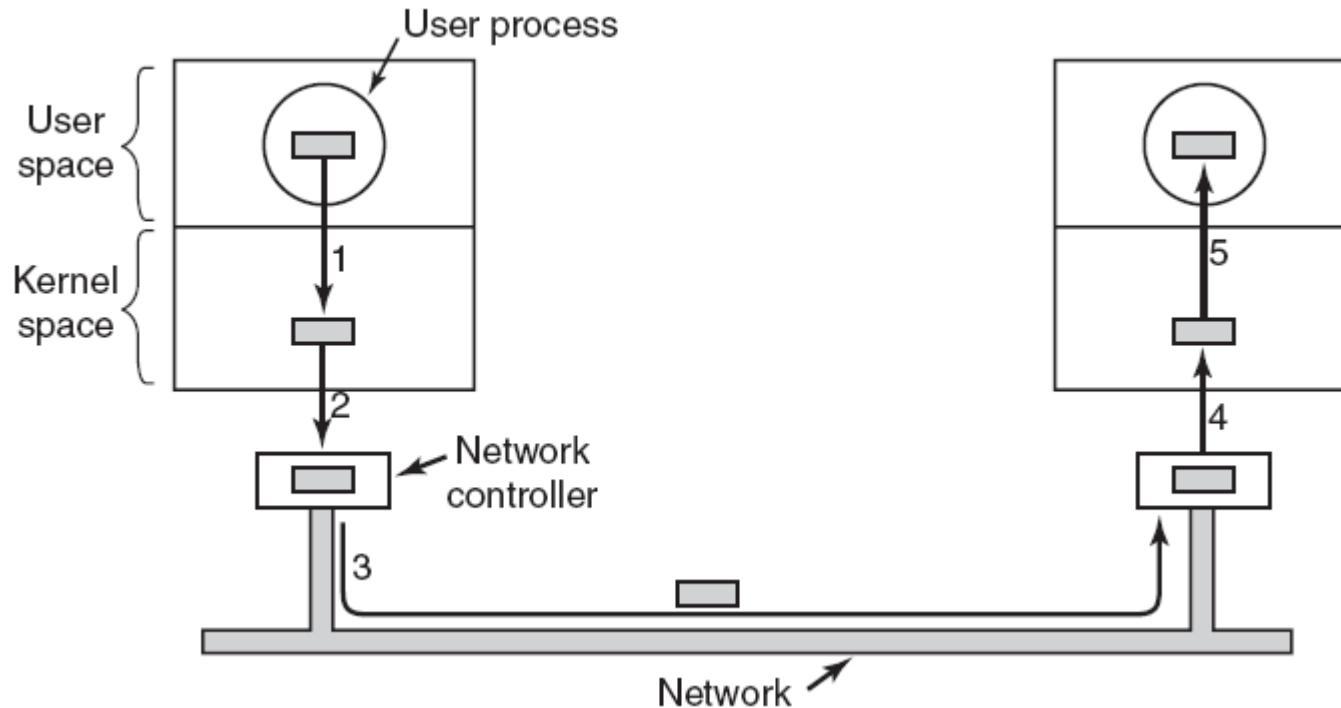 User process
User
space
1
5
Kernel
space
2
4
Network
controller
3
Network